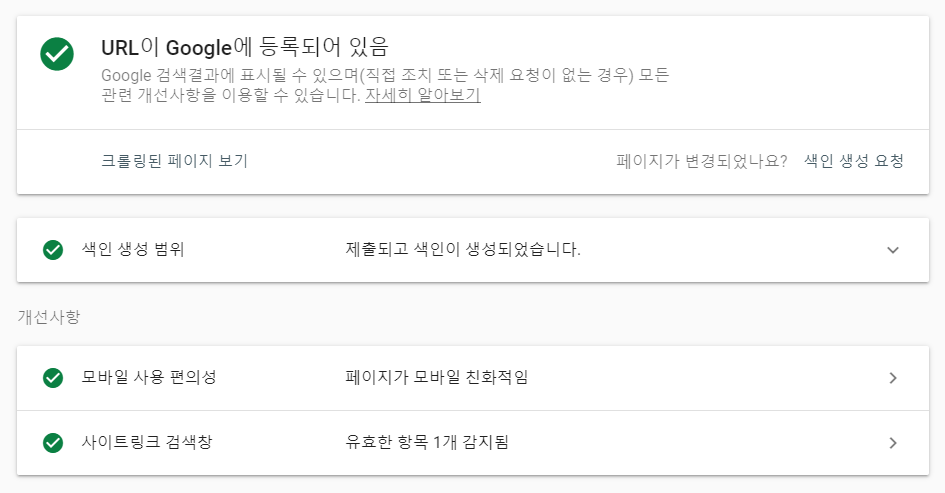 URL이 Google에 등록되어 있음
Google 검색결과에 표시될 수 있으며(직접 조치 또는 삭제 요청이 없는 경우) 모든
관련 개선사항을 이용할 수 있습니다. 자세히 알아보기
크롤링된 페이지 보기 페이지가 변경되었나요? 색인 생성 요청
색인 생성 범위 제출되고 색인이 생성되었습니다.
개선사항
모바일 사용 편의성 페이지가 모바일 친화적임
사이트링크 검색창 유효한 항목 1개 감지됨